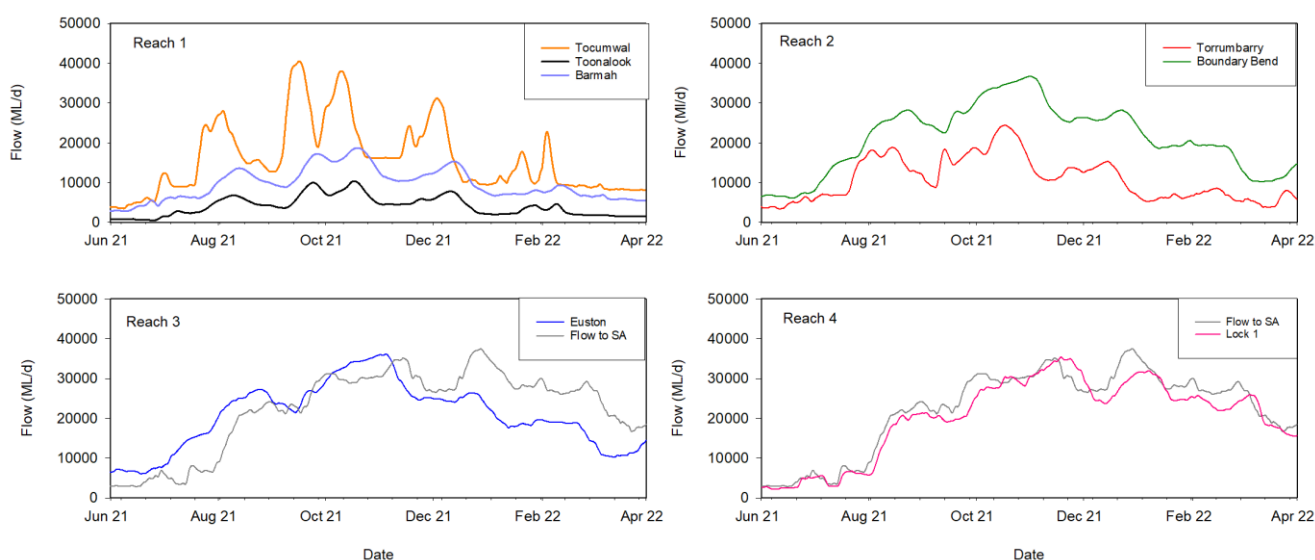 Reach 1
Tocumwal
Toonalook
Barmah
Flow (ML/d)
50000
40000
30000
20000
10000
0
Jun 21 Aug 21 Oct 21 Dec 21 Feb 22 Apr 22
Reach 2
Torrumbarry
Boundary Bend
Flow (Ml/d)
50000
40000
30000
20000
10000
0
Jun 21 Aug 21 Oct 21 Dec 21 Feb 22 Apr 22
Reach 3
Euston
Flow to SA
Flow (ML/d)
50000
40000
30000
20000
10000
0
Jun 21 Aug 21 Oct 21 Dec 21 Feb 22 Apr 22
Date
Reach 4
Flow to SA
Lock 1
Flow (ML/d)
50000
40000
30000
20000
10000
0
Jun 21 Aug 21 Oct 21 Dec 21 Feb 22 Apr 22
Date